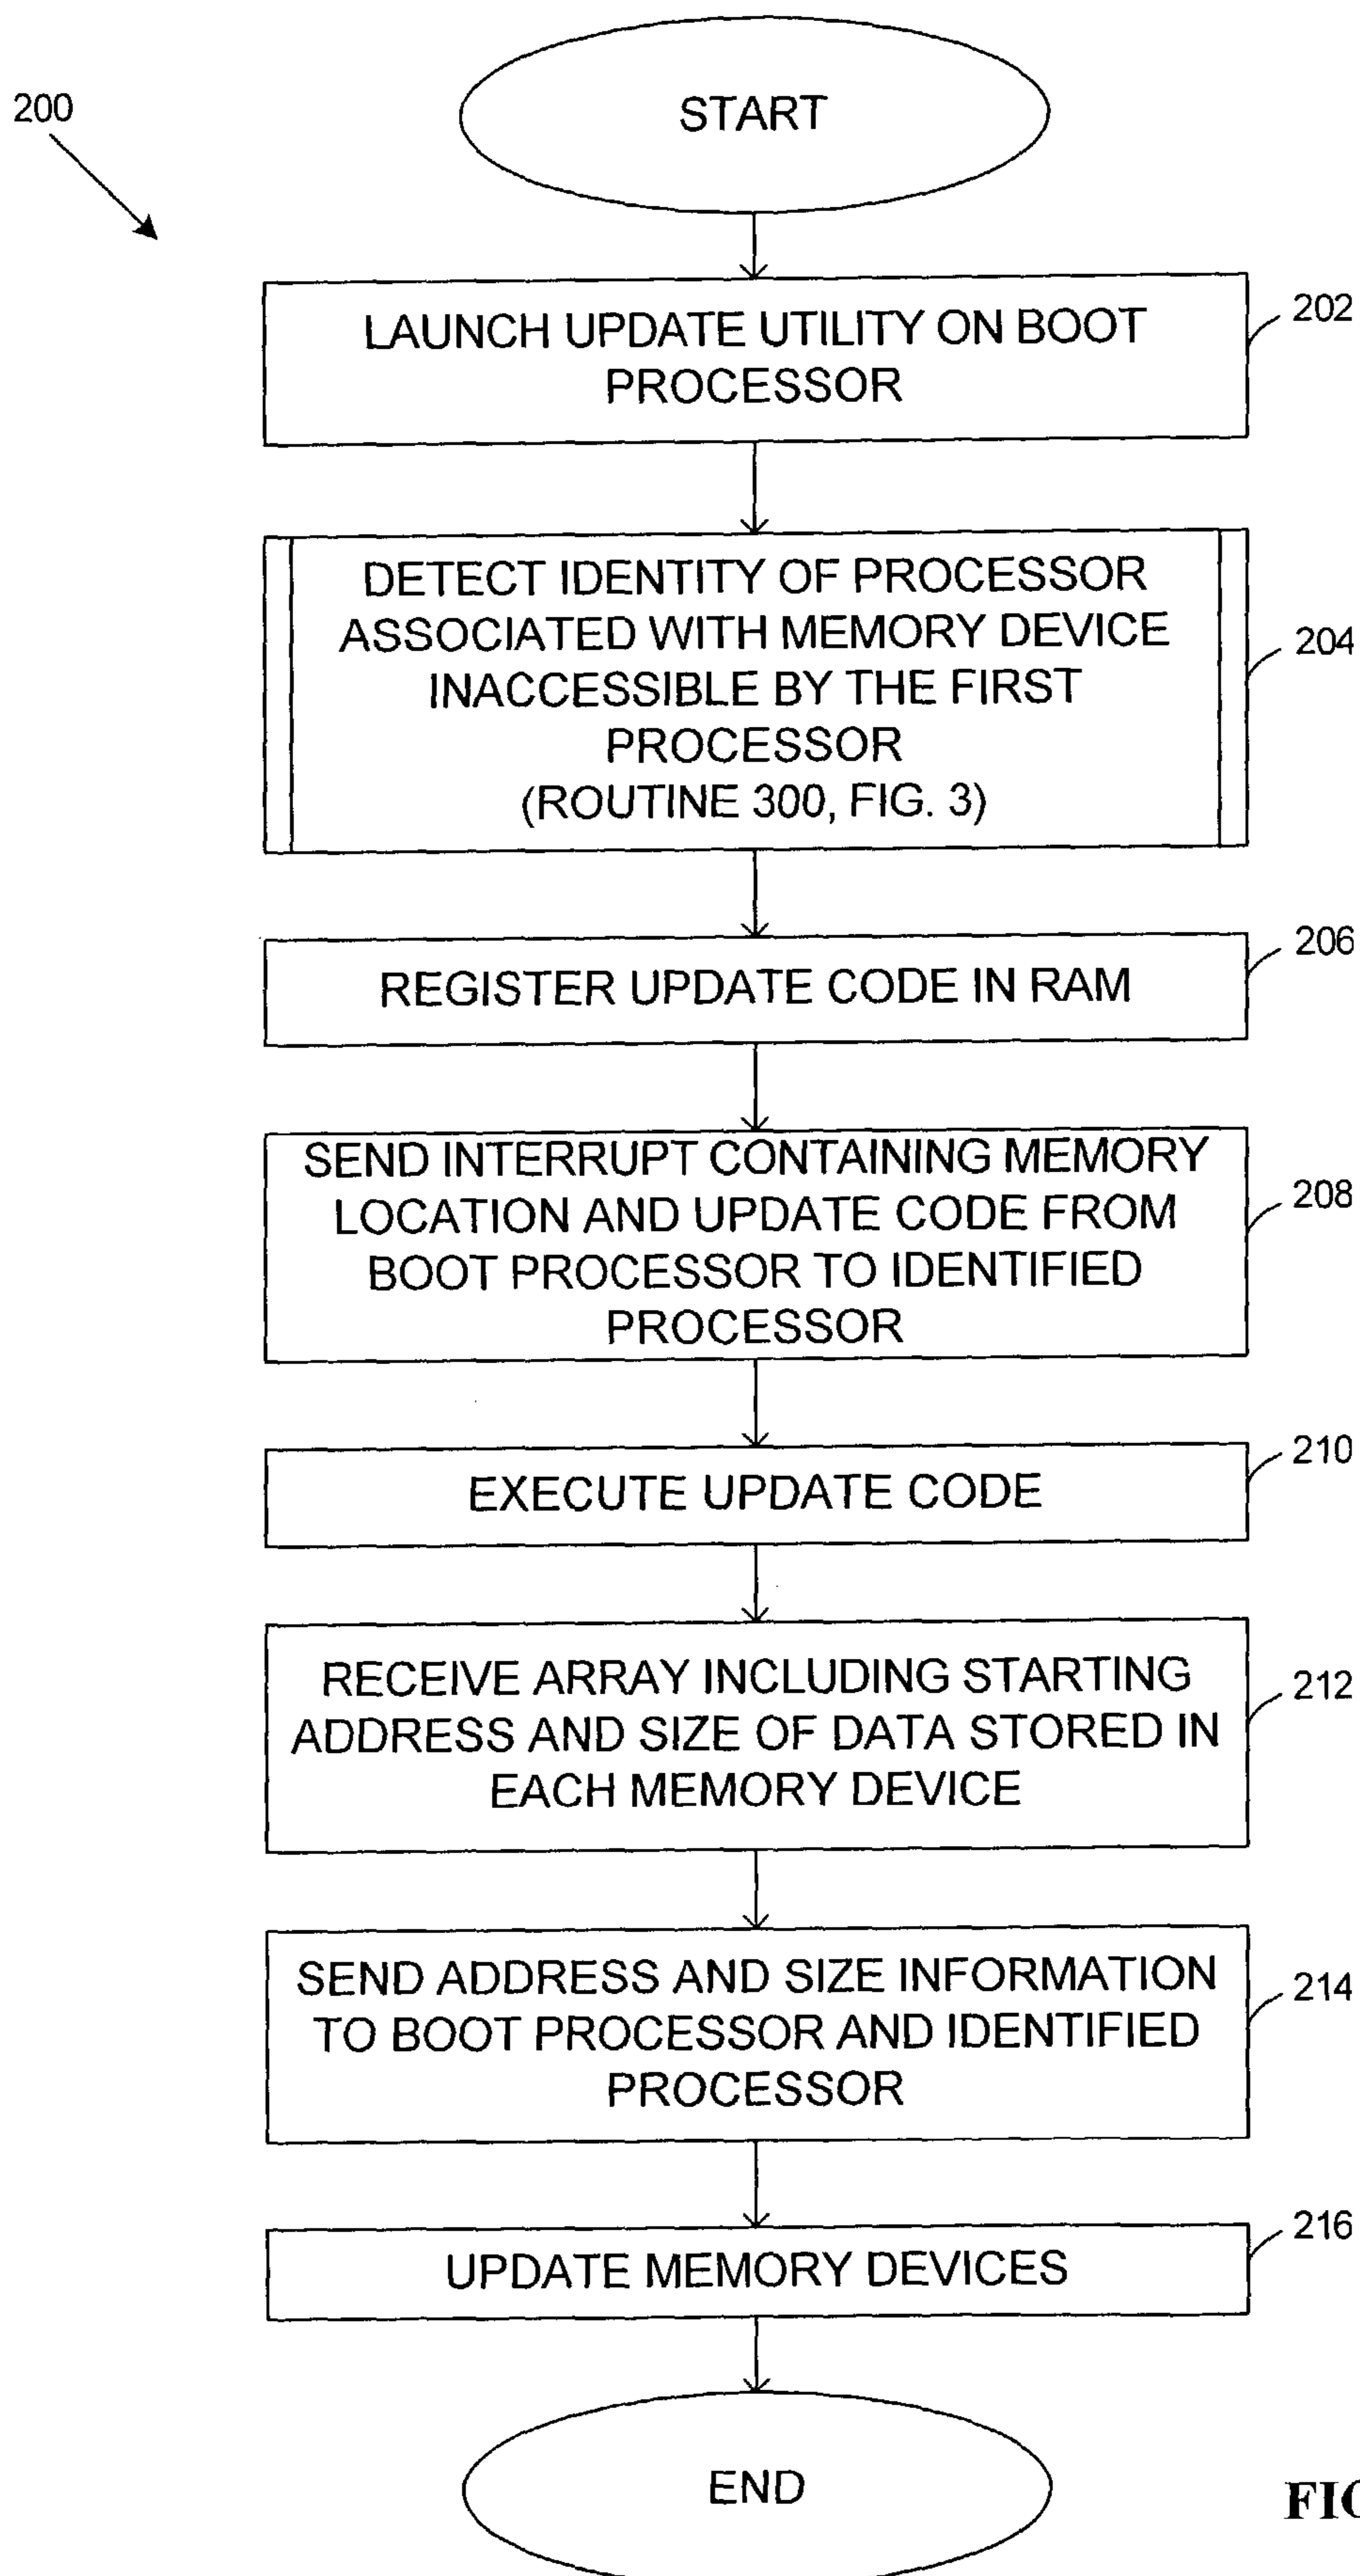 200
START
LAUNCH UPDATE UTILITY ON BOOT
PROCESSOR
202
DETECT IDENTITY OF PROCESSOR
ASSOCIATED WITH MEMORY DEVICE
INACCESSIBLE BY THE FIRST
PROCESSOR
(ROUTINE 300, FIG. 3)
204
REGISTER UPDATE CODE IN RAM
206
SEND INTERRUPT CONTAINING MEMORY
LOCATION AND UPDATE CODE FROM
BOOT PROCESSOR TO IDENTIFIED
PROCESSOR
208
EXECUTE UPDATE CODE
210
RECEIVE ARRAY INCLUDING STARTING
ADDRESS AND SIZE OF DATA STORED IN
EACH MEMORY DEVICE
212
SEND ADDRESS AND SIZE INFORMATION
TO BOOT PROCESSOR AND IDENTIFIED
PROCESSOR
214
UPDATE MEMORY DEVICES
216
END